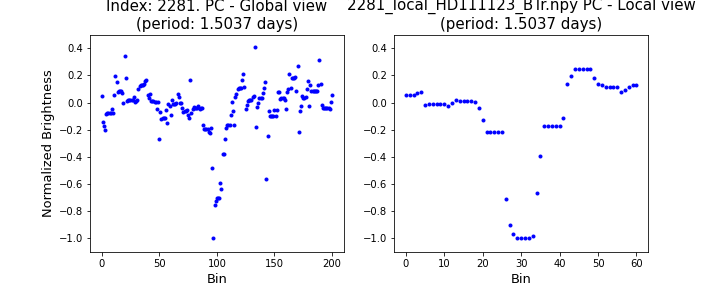 Index: 2281. PC - Global view
(period: 1.5037 days)
2281_local_HD111123_BTr.npy PC - Local view
(period: 1.5037 days)
Normalized Brightness
0.4
0.2
0.0
−0.2
−0.4
−0.6
−0.8
−1.0
0 50 100 150 200
Bin
0.4
0.2
0.0
−0.2
−0.4
−0.6
−0.8
−1.0
0 10 20 30 40 50 60
Bin